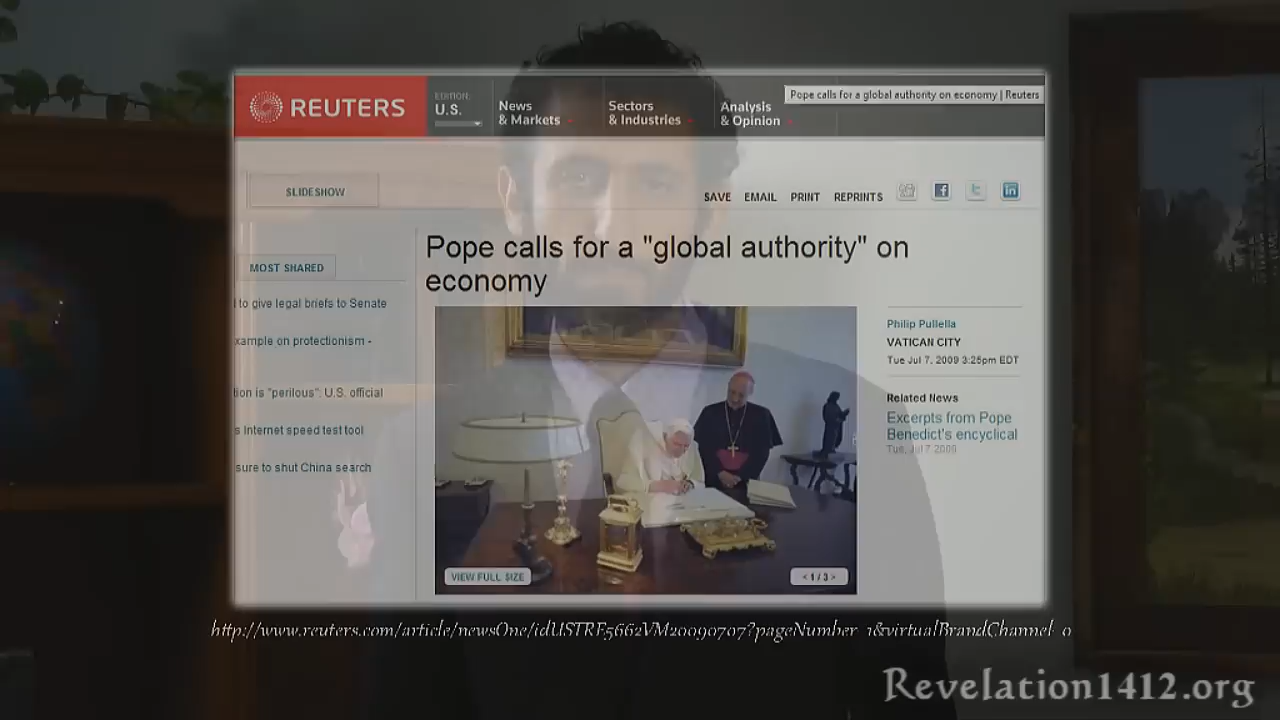 REUTERS
EDITION:
U.S.
News
& Markets
Sectors
& Industries
Analysis
& Opinion
Pope calls for a global authority on economy | Reuters
SLIDESHOW
SAVE EMAIL PRINT REPRINTS
MOST SHARED
to give legal briefs to Senate
xample on protectionism -
tion is "perilous": U.S. official
s Internet speed test tool
sure to shut China search
Pope calls for a "global authority" on
economy
VIEW FULL SIZE
< 1 / 3 >
Philip Pullella
VATICAN CITY
Tue Jul 7, 2009 3:26pm EDT
Related News
Excerpts from Pope
Benedict's encyclical
Tue, Jul 7 2009
http://www.reuters.com/article/newsOne/idUSTRE5662VM20090707?pageNumber=1&virtualBrandChannel=0
Revelation1412.org